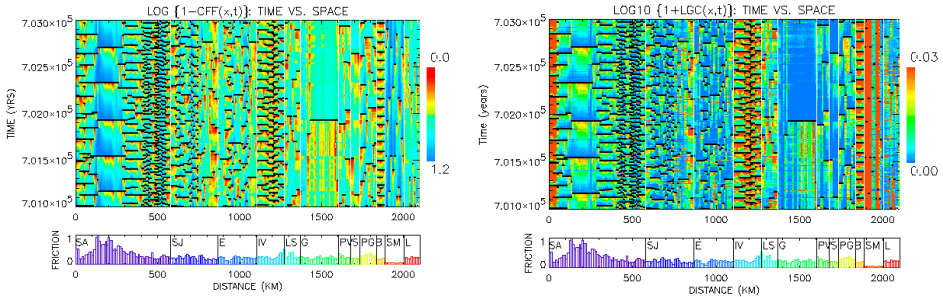 LOG {1-CFF(x,t)}: TIME VS. SPACE
7.030×10⁵
7.025×10⁵
7.020×10⁵
7.015×10⁵
7.010×10⁵
TIME (YRS)
0 500 1000 1500 2000
0.0
1.2
FRICTION
1
0
SA SJ E IV LS G PV S PG B SM L
0 500 1000 1500 2000
DISTANCE (KM)
LOG10 {1+LGC(x,t)}: TIME VS. SPACE
7.030×10⁵
7.025×10⁵
7.020×10⁵
7.015×10⁵
7.010×10⁵
Time (years)
0 500 1000 1500 2000
0.03
0.00
FRICTION
1
0
SA SJ E IV LS G PV S PG B SM L
0 500 1000 1500 2000
DISTANCE (KM)